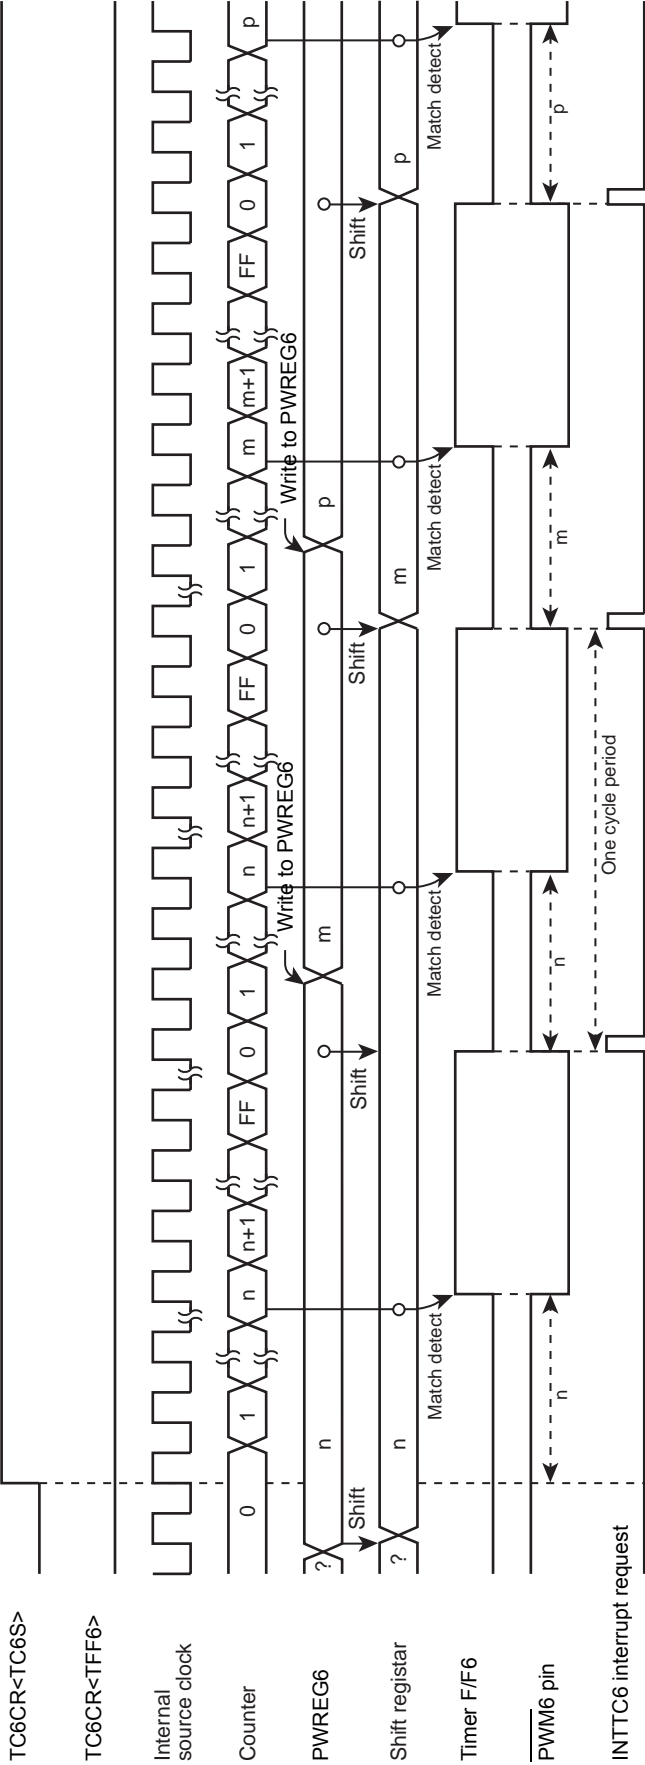 TC6CR<TC6S>
TC6CR<TFF6>
Internal
source clock
Counter 0 1 n n+1 FF 0 1 n n+1 FF 0 1 m m+1 FF 0 1 p
Write to PWREG6 Write to PWREG6
PWREG6 ? n m p
Shift Shift Shift Shift
Shift registar ? n m p
Match detect Match detect Match detect Match detect
Timer F/F6
PWM6 pin n n m p
One cycle period
INTTC6 interrupt request